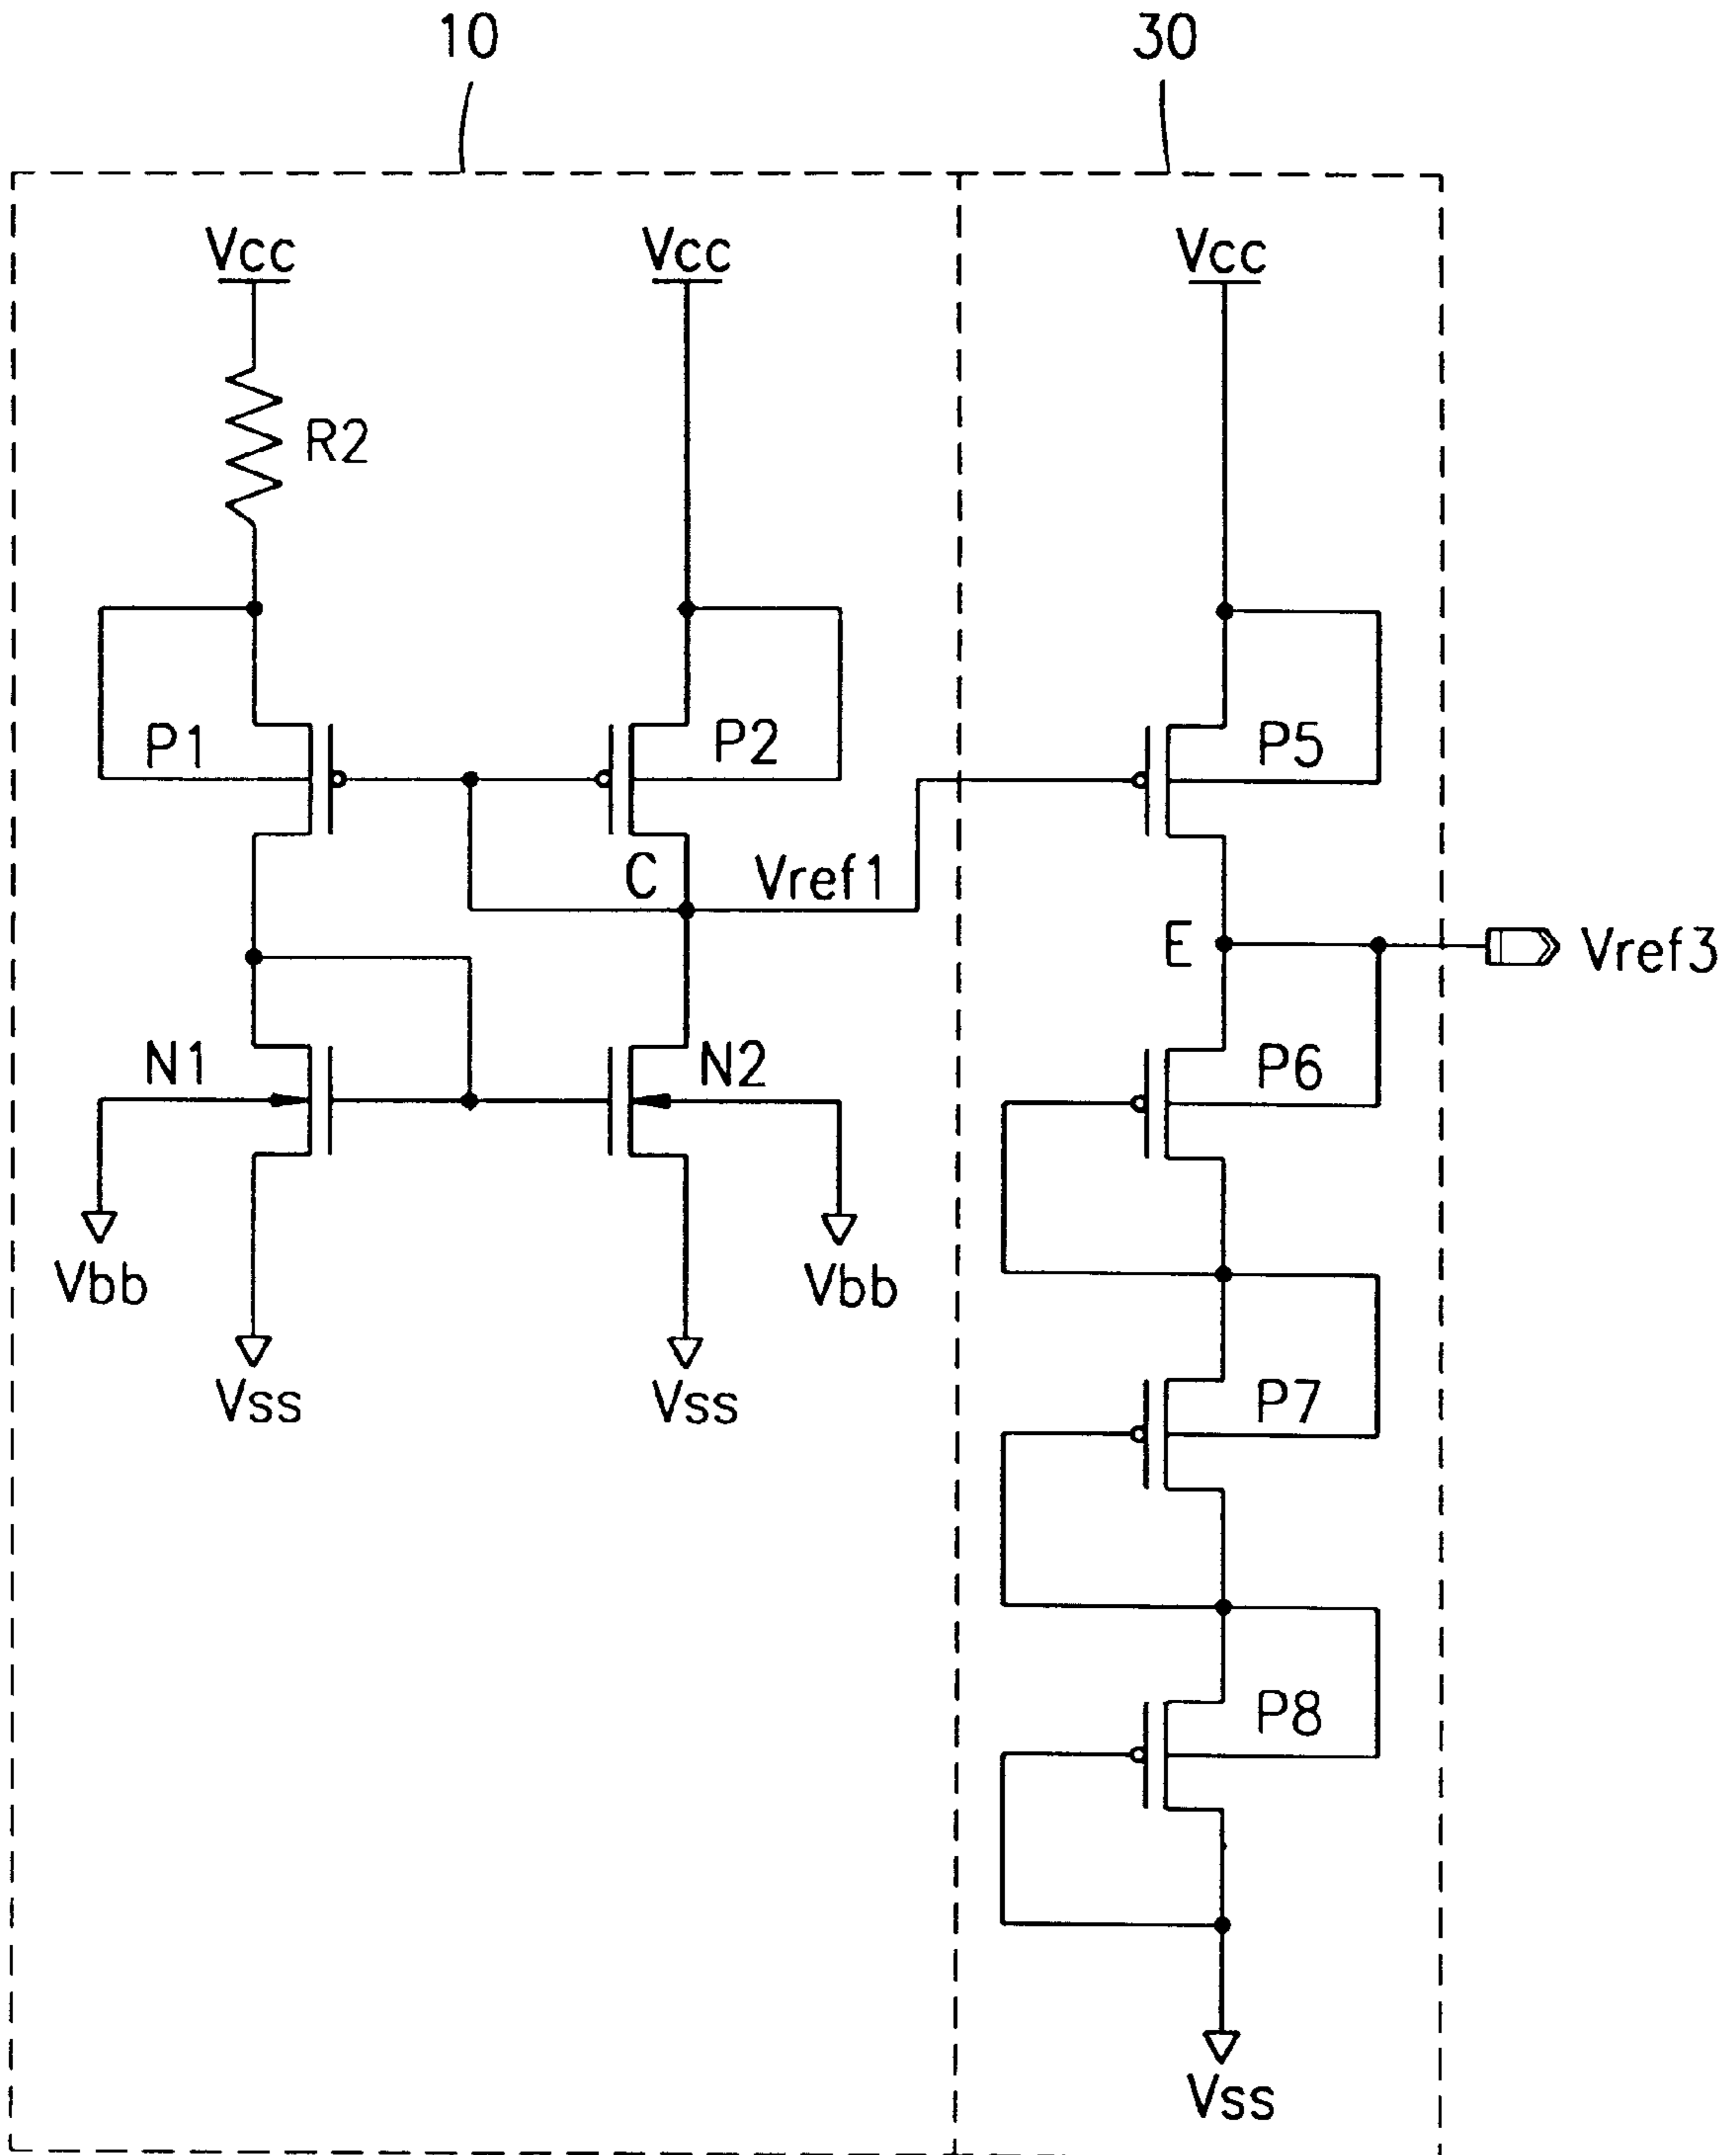 10 30
Vcc Vcc Vcc
R2
P1 P2 P5
C Vref1
E Vref3
N1 N2 P6
Vbb Vbb
Vss Vss P7
P8
Vss